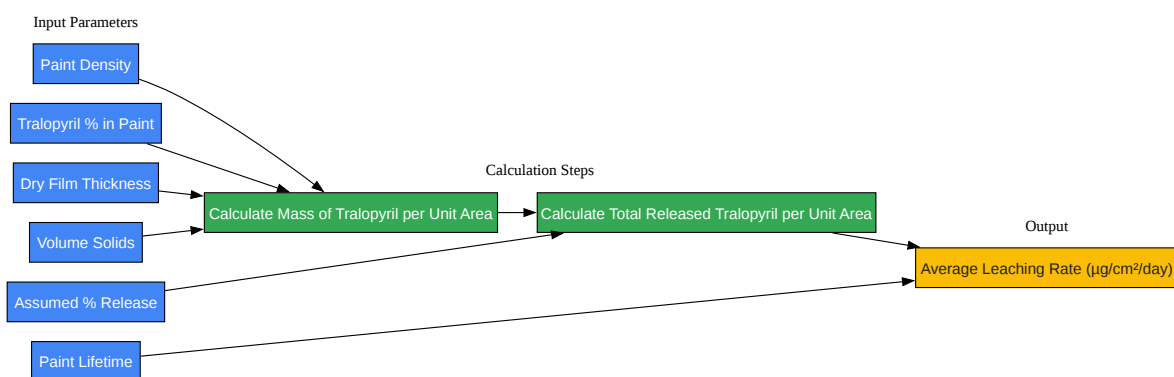 Input Parameters
Paint Density
Tralopyril % in Paint
Dry Film Thickness
Volume Solids
Assumed % Release
Paint Lifetime
Calculation Steps
Calculate Mass of Tralopyril per Unit Area
Calculate Total Released Tralopyril per Unit Area
Output
Average Leaching Rate (µg/cm²/day)